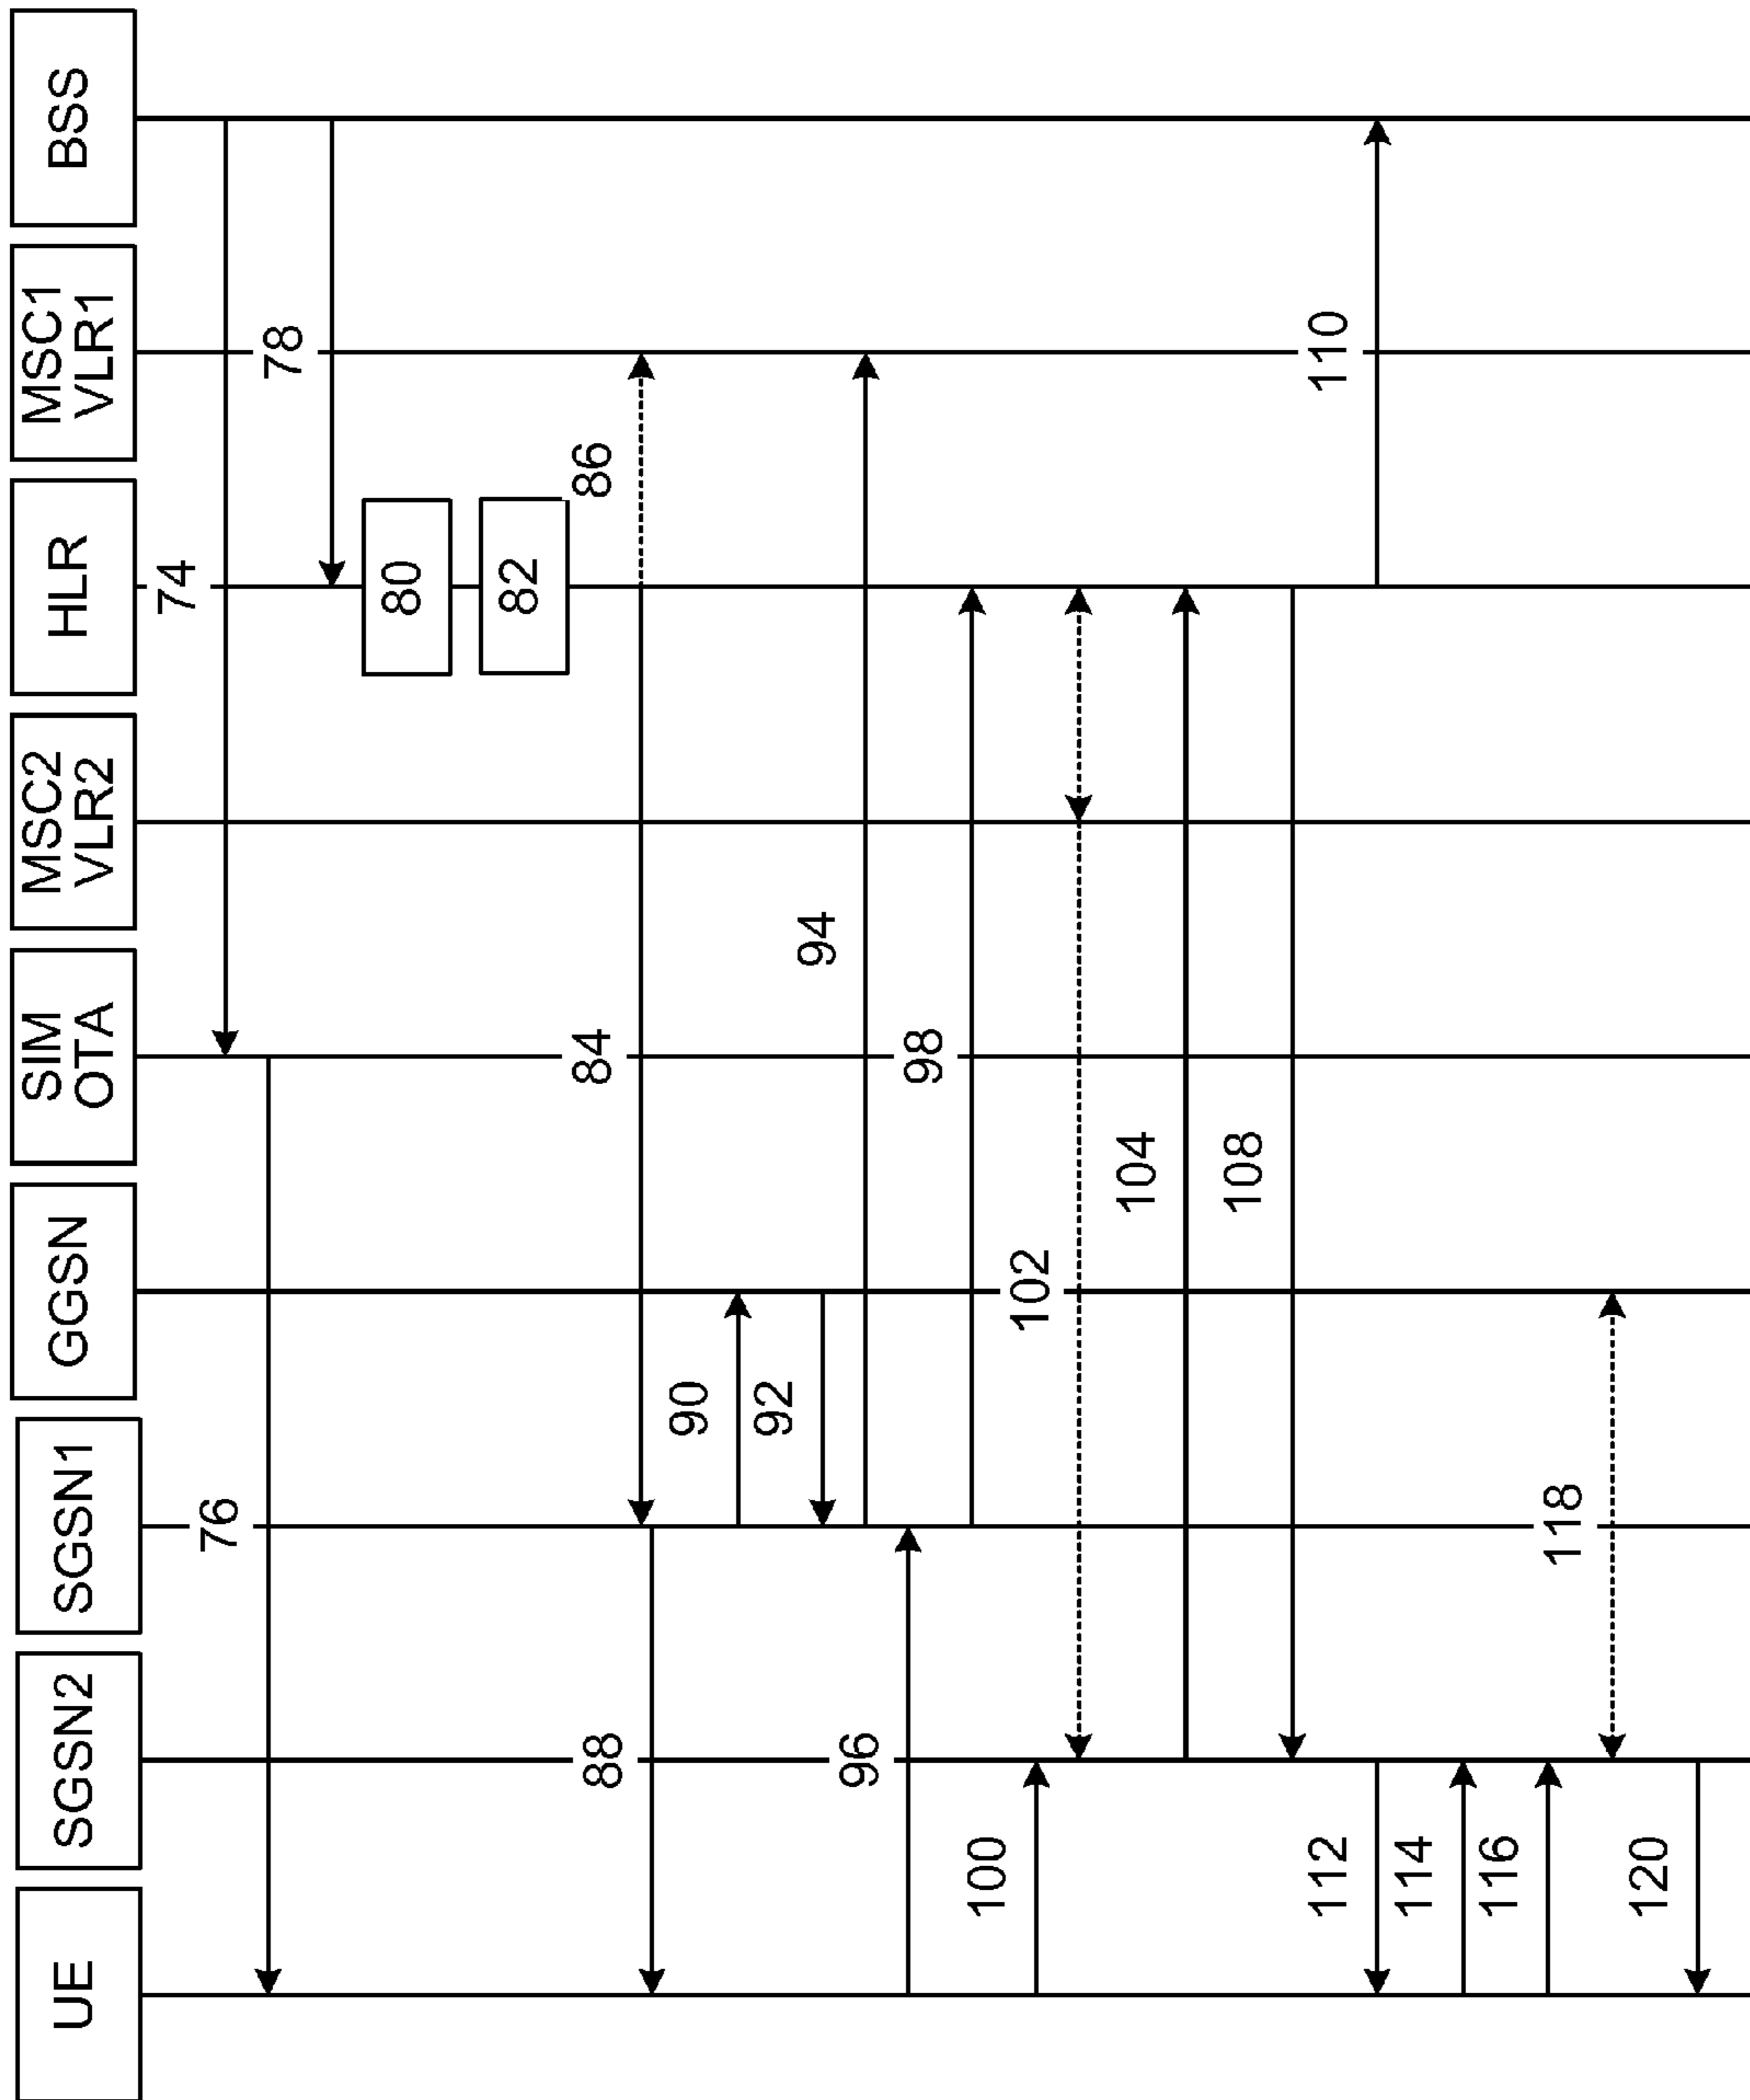 UE
SGSN2
SGSN1
GGSN
SIM
OTA
MSC2
VLR2
HLR
MSC1
VLR1
BSS
74
76
78
80
82
84
86
88
90
92
94
96
98
100
102
104
108
110
112
114
116
118
120